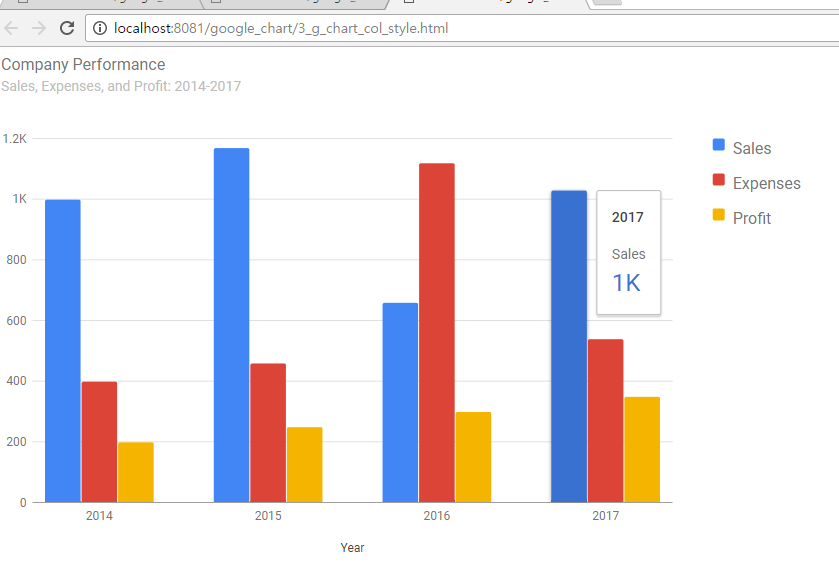 localhost:8081/google_chart/3_g_chart_col_style.html
Company Performance
Sales, Expenses, and Profit: 2014-2017
1.2K
1K
800
600
400
200
0
2014
2015
2016
2017
Year
Sales
Expenses
Profit
2017
Sales
1K